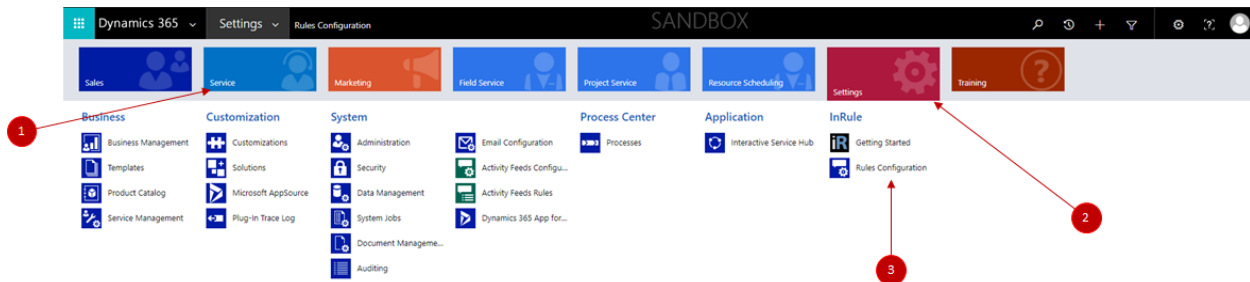 Dynamics 365 Settings Rules Configuration SANDBOX
Sales Service Marketing Field Service Project Service Resource Scheduling Settings Training
1
Business Customization System Process Center Application InRule
Business Management Customizations Administration Email Configuration Processes Interactive Service Hub iR Getting Started
Templates Solutions Security Activity Feeds Configu... Rules Configuration
Product Catalog Microsoft AppSource Data Management Activity Feeds Rules
Service Management Plug-In Trace Log System Jobs Dynamics 365 App for...
2
Document Manageme...
Auditing
3